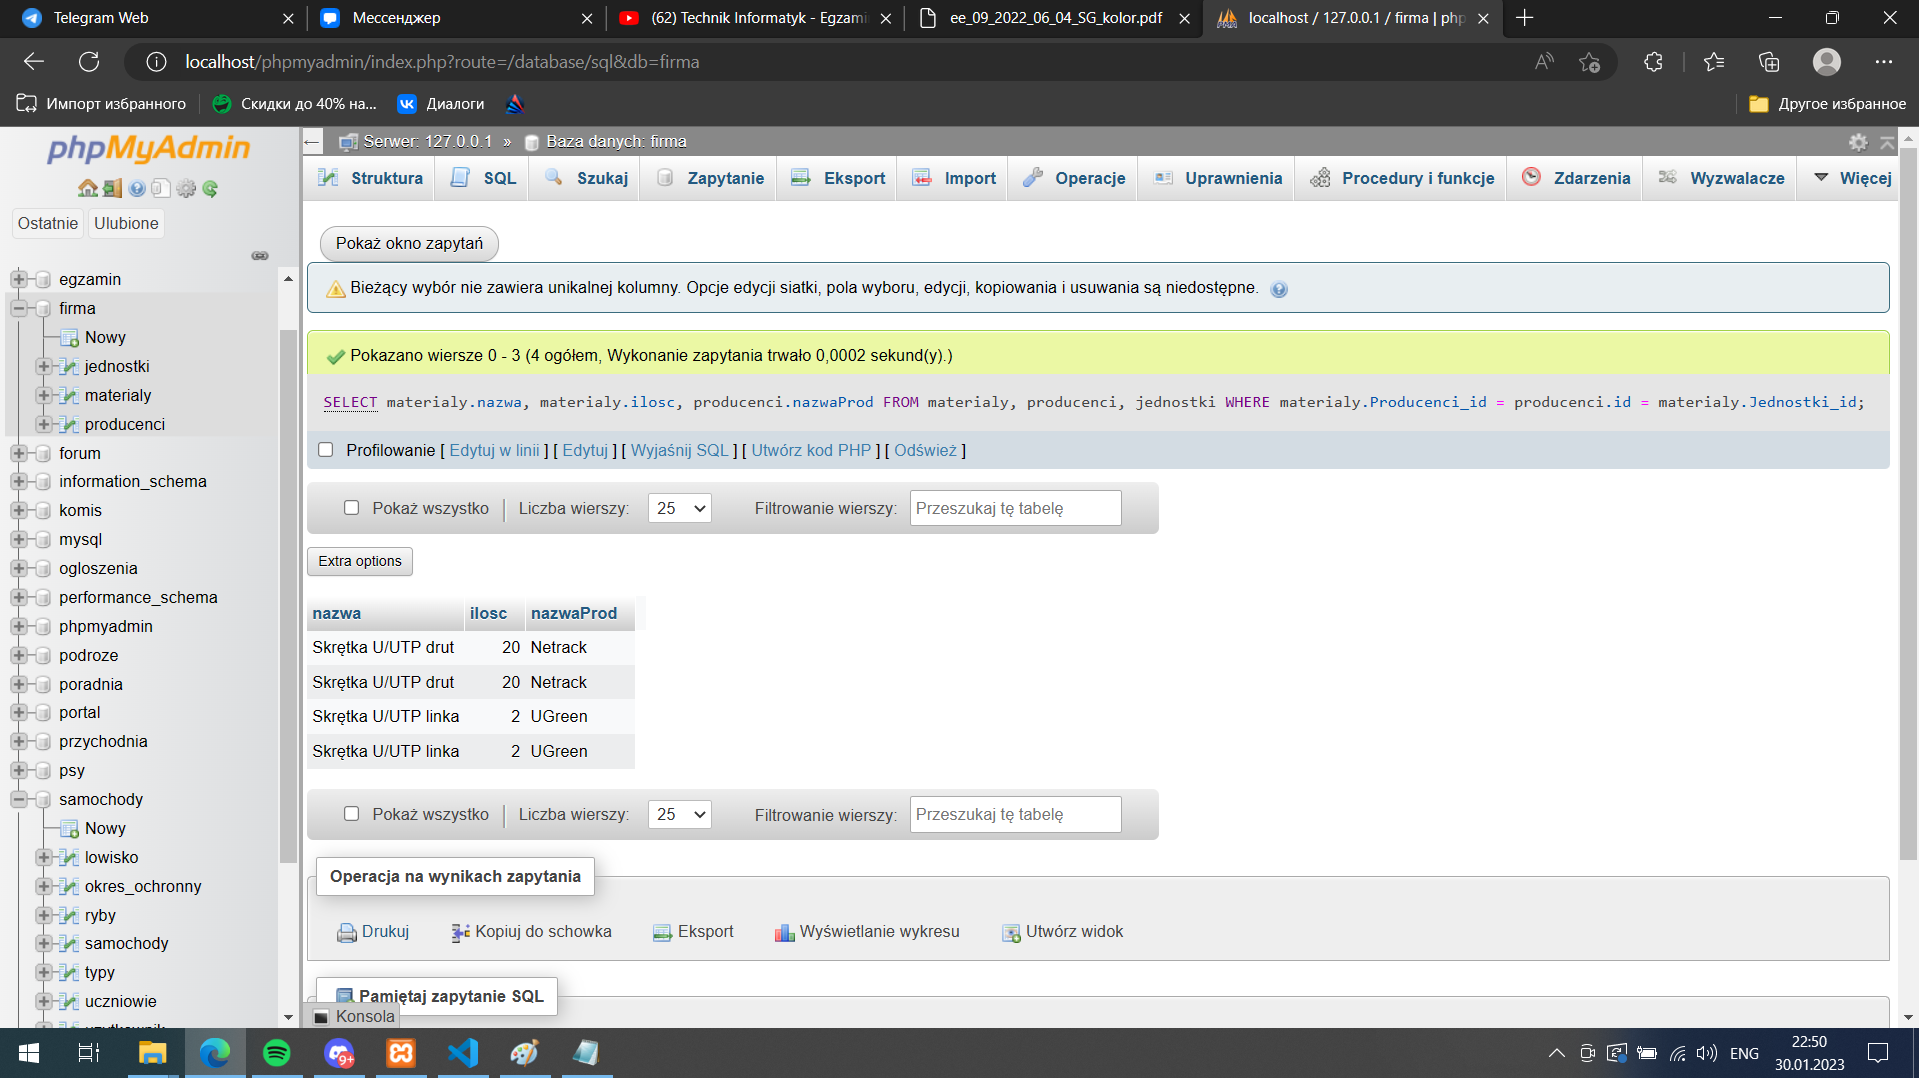 Telegram Web
Мессенджер
(62) Technik Informatyk - Egzami
ee_09_2022_06_04_SG_kolor.pdf
localhost / 127.0.0.1 / firma | php
localhost/phpmyadmin/index.php?route=/database/sql&db=firma
Импорт избранного
Скидки до 40% на...
Диалоги
Другое избранное
phpMyAdmin
Serwer: 127.0.0.1 » Baza danych: firma
Struktura SQL Szukaj Zapytanie Eksport Import Operacje Uprawnienia Procedury i funkcje Zdarzenia Wyzwalacze Więcej
Ostatnie Ulubione
egzamin
firma
Nowy
jednostki
materialy
producenci
forum
information_schema
komis
mysql
ogloszenia
performance_schema
phpmyadmin
podroze
poradnia
portal
przychodnia
psy
samochody
Nowy
lowisko
okres_ochronny
ryby
samochody
typy
uczniowie
Pokaż okno zapytań
Bieżący wybór nie zawiera unikalnej kolumny. Opcje edycji siatki, pola wyboru, edycji, kopiowania i usuwania są niedostępne.
Pokazano wiersze 0 - 3 (4 ogółem, Wykonanie zapytania trwało 0,0002 sekund(y).)
SELECT materialy.nazwa, materialy.ilosc, producenci.nazwaProd FROM materialy, producenci, jednostki WHERE materialy.Producenci_id = producenci.id = materialy.Jednostki_id;
Profilowanie [ Edytuj w linii ] [ Edytuj ] [ Wyjaśnij SQL ] [ Utwórz kod PHP ] [ Odśwież ]
Pokaż wszystko | Liczba wierszy: 25 Filtrowanie wierszy: Przeszukaj tę tabelę
Extra options
nazwa ilosc nazwaProd
Skrętka U/UTP drut 20 Netrack
Skrętka U/UTP drut 20 Netrack
Skrętka U/UTP linka 2 UGreen
Skrętka U/UTP linka 2 UGreen
Pokaż wszystko | Liczba wierszy: 25 Filtrowanie wierszy: Przeszukaj tę tabelę
Operacja na wynikach zapytania
Drukuj Kopiuj do schowka Eksport Wyświetlanie wykresu Utwórz widok
Pamiętaj zapytanie SQL
Konsola
9+
ENG
22:50
30.01.2023